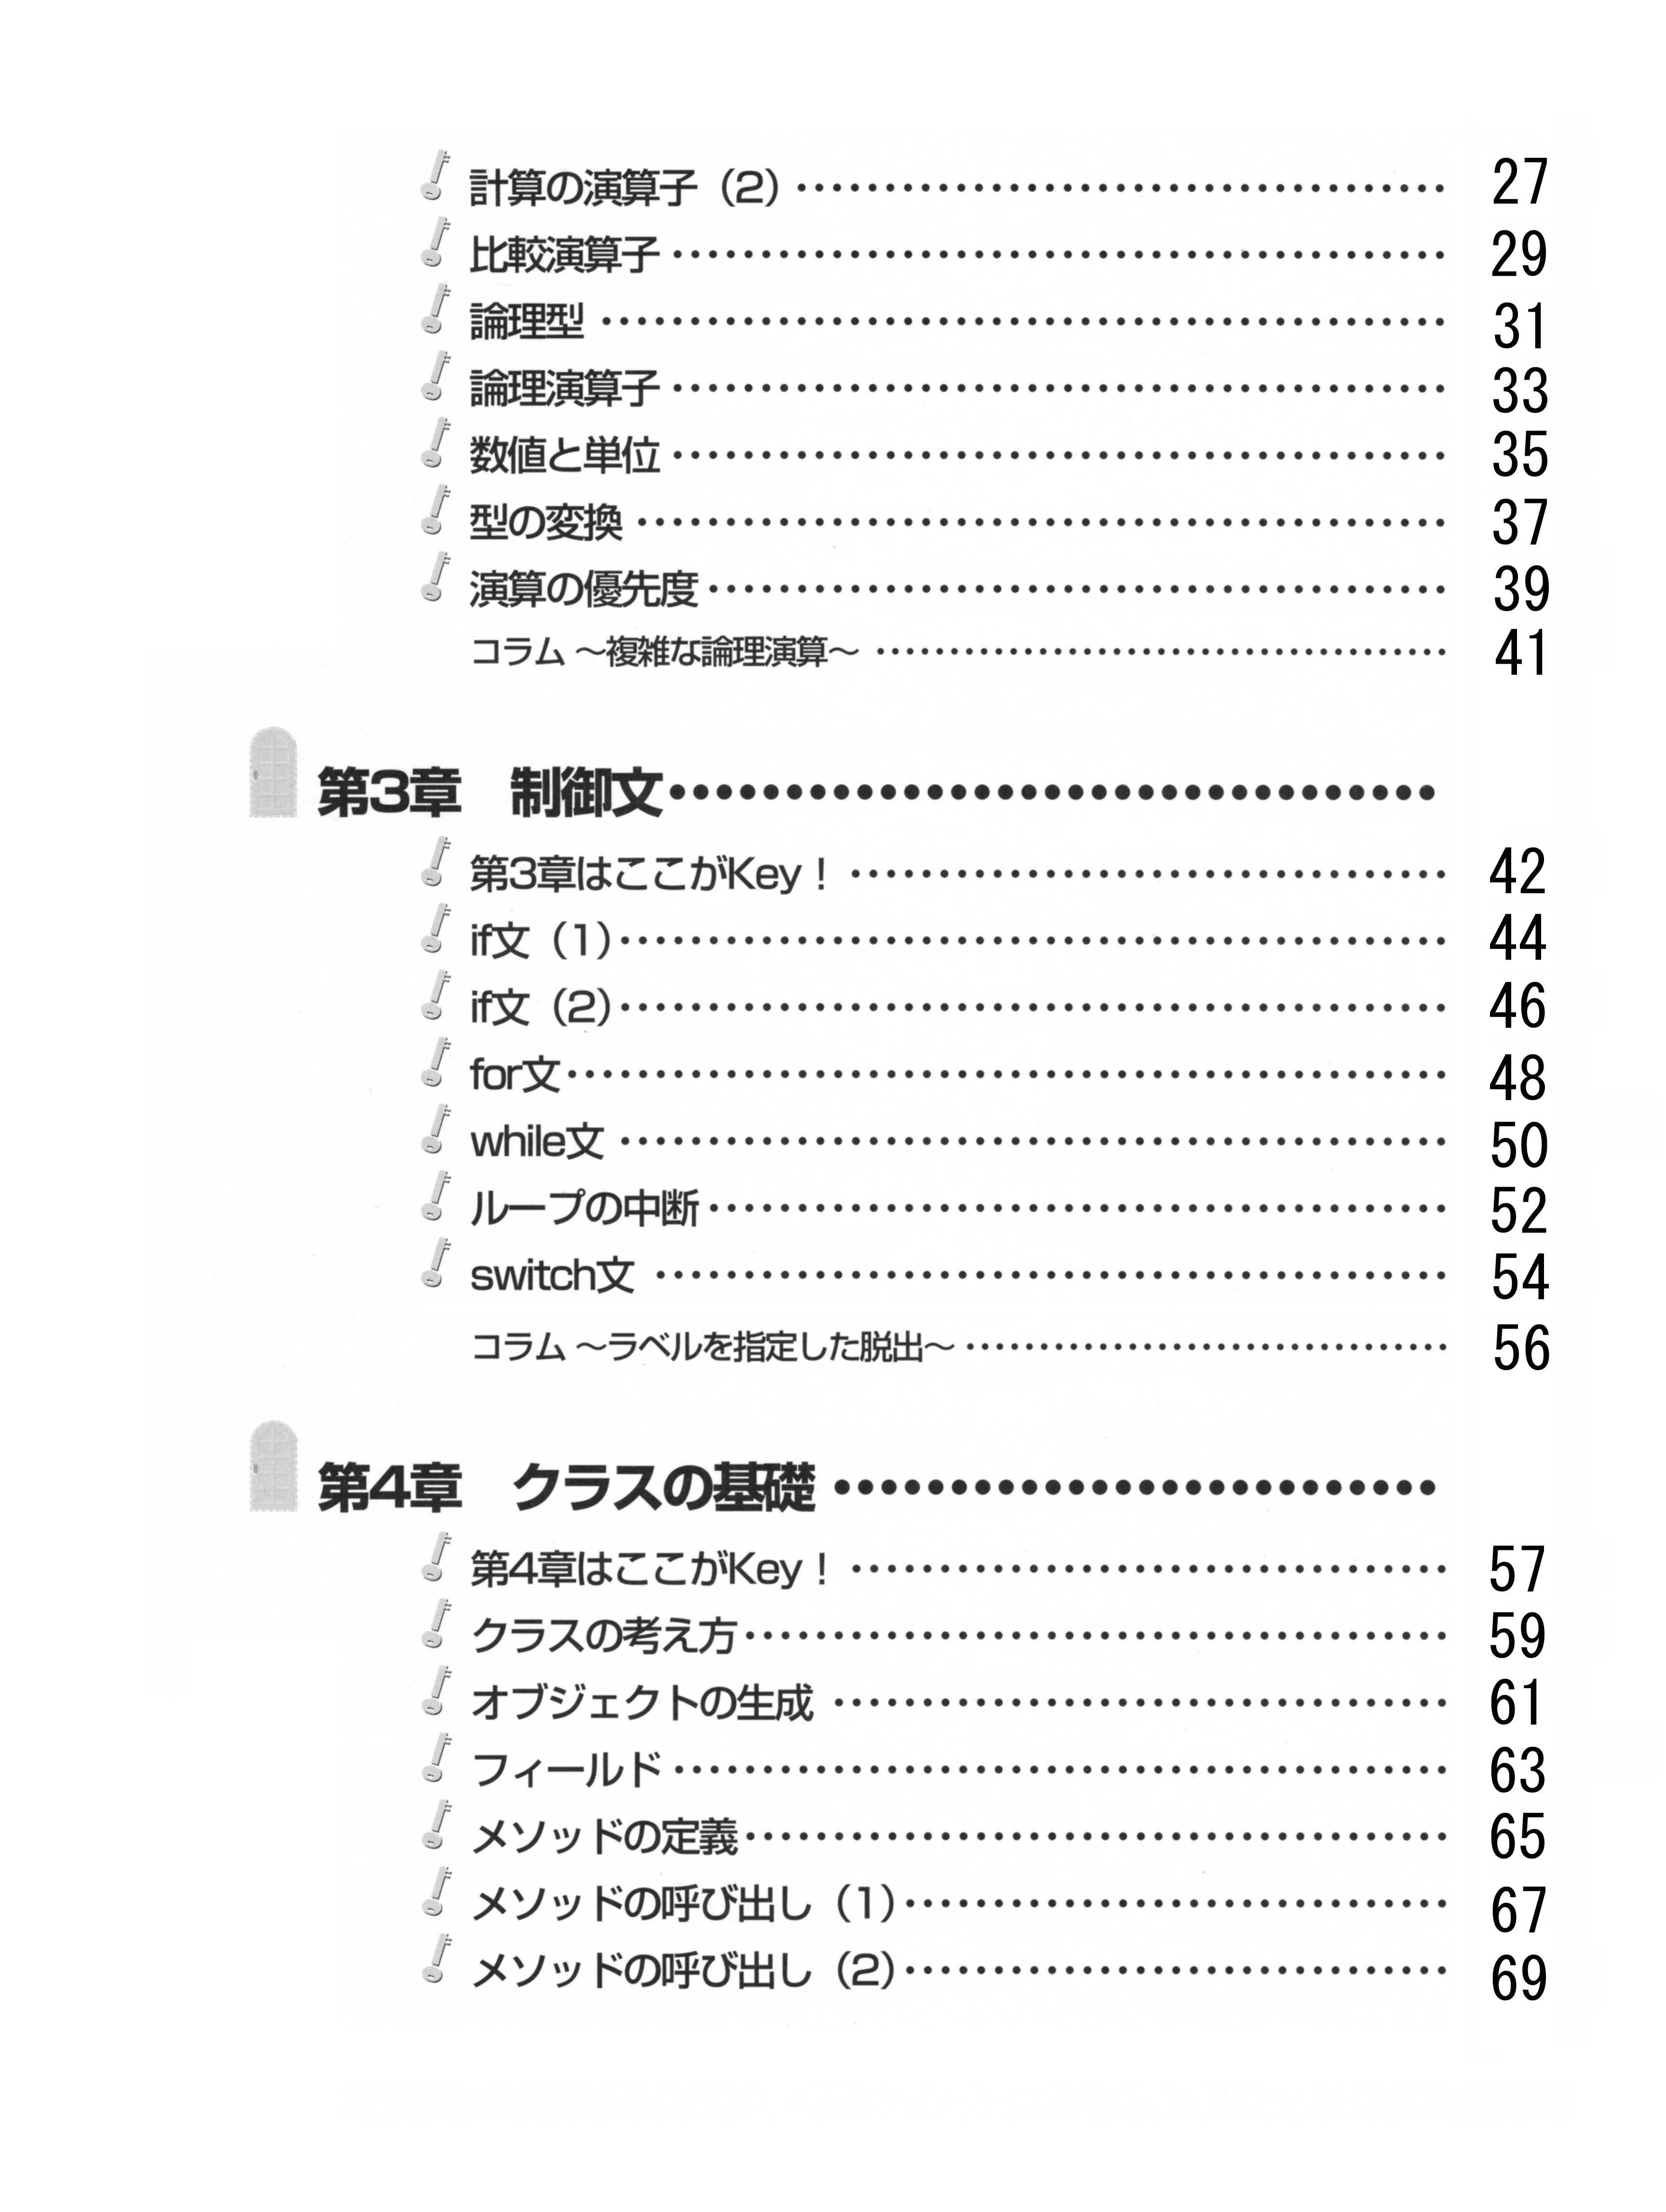 計算の演算子（2）‥‥‥‥‥‥‥‥‥‥‥‥‥‥‥‥‥‥ 27
比較演算子‥‥‥‥‥‥‥‥‥‥‥‥‥‥‥‥‥‥‥‥‥‥ 29
論理型‥‥‥‥‥‥‥‥‥‥‥‥‥‥‥‥‥‥‥‥‥‥‥‥ 31
論理演算子‥‥‥‥‥‥‥‥‥‥‥‥‥‥‥‥‥‥‥‥‥‥ 33
数値と単位‥‥‥‥‥‥‥‥‥‥‥‥‥‥‥‥‥‥‥‥‥‥ 35
型の変換‥‥‥‥‥‥‥‥‥‥‥‥‥‥‥‥‥‥‥‥‥‥‥ 37
演算の優先度‥‥‥‥‥‥‥‥‥‥‥‥‥‥‥‥‥‥‥‥‥ 39
コラム ～複雑な論理演算～‥‥‥‥‥‥‥‥‥‥‥‥‥‥‥‥ 41
第3章　制御文‥‥‥‥‥‥‥‥‥‥‥‥‥‥‥‥‥
第3章はここがKey！‥‥‥‥‥‥‥‥‥‥‥‥‥‥‥‥‥ 42
if文（1）‥‥‥‥‥‥‥‥‥‥‥‥‥‥‥‥‥‥‥‥‥‥‥ 44
if文（2）‥‥‥‥‥‥‥‥‥‥‥‥‥‥‥‥‥‥‥‥‥‥‥ 46
for文‥‥‥‥‥‥‥‥‥‥‥‥‥‥‥‥‥‥‥‥‥‥‥‥‥ 48
while文‥‥‥‥‥‥‥‥‥‥‥‥‥‥‥‥‥‥‥‥‥‥‥ 50
ループの中断‥‥‥‥‥‥‥‥‥‥‥‥‥‥‥‥‥‥‥‥‥ 52
switch文‥‥‥‥‥‥‥‥‥‥‥‥‥‥‥‥‥‥‥‥‥‥ 54
コラム ～ラベルを指定した脱出～‥‥‥‥‥‥‥‥‥‥‥‥‥‥ 56
第4章　クラスの基礎‥‥‥‥‥‥‥‥‥‥‥‥‥
第4章はここがKey！‥‥‥‥‥‥‥‥‥‥‥‥‥‥‥‥‥ 57
クラスの考え方‥‥‥‥‥‥‥‥‥‥‥‥‥‥‥‥‥‥‥‥ 59
オブジェクトの生成‥‥‥‥‥‥‥‥‥‥‥‥‥‥‥‥‥‥ 61
フィールド‥‥‥‥‥‥‥‥‥‥‥‥‥‥‥‥‥‥‥‥‥‥ 63
メソッドの定義‥‥‥‥‥‥‥‥‥‥‥‥‥‥‥‥‥‥‥‥ 65
メソッドの呼び出し（1）‥‥‥‥‥‥‥‥‥‥‥‥‥‥‥‥ 67
メソッドの呼び出し（2）‥‥‥‥‥‥‥‥‥‥‥‥‥‥‥‥ 69